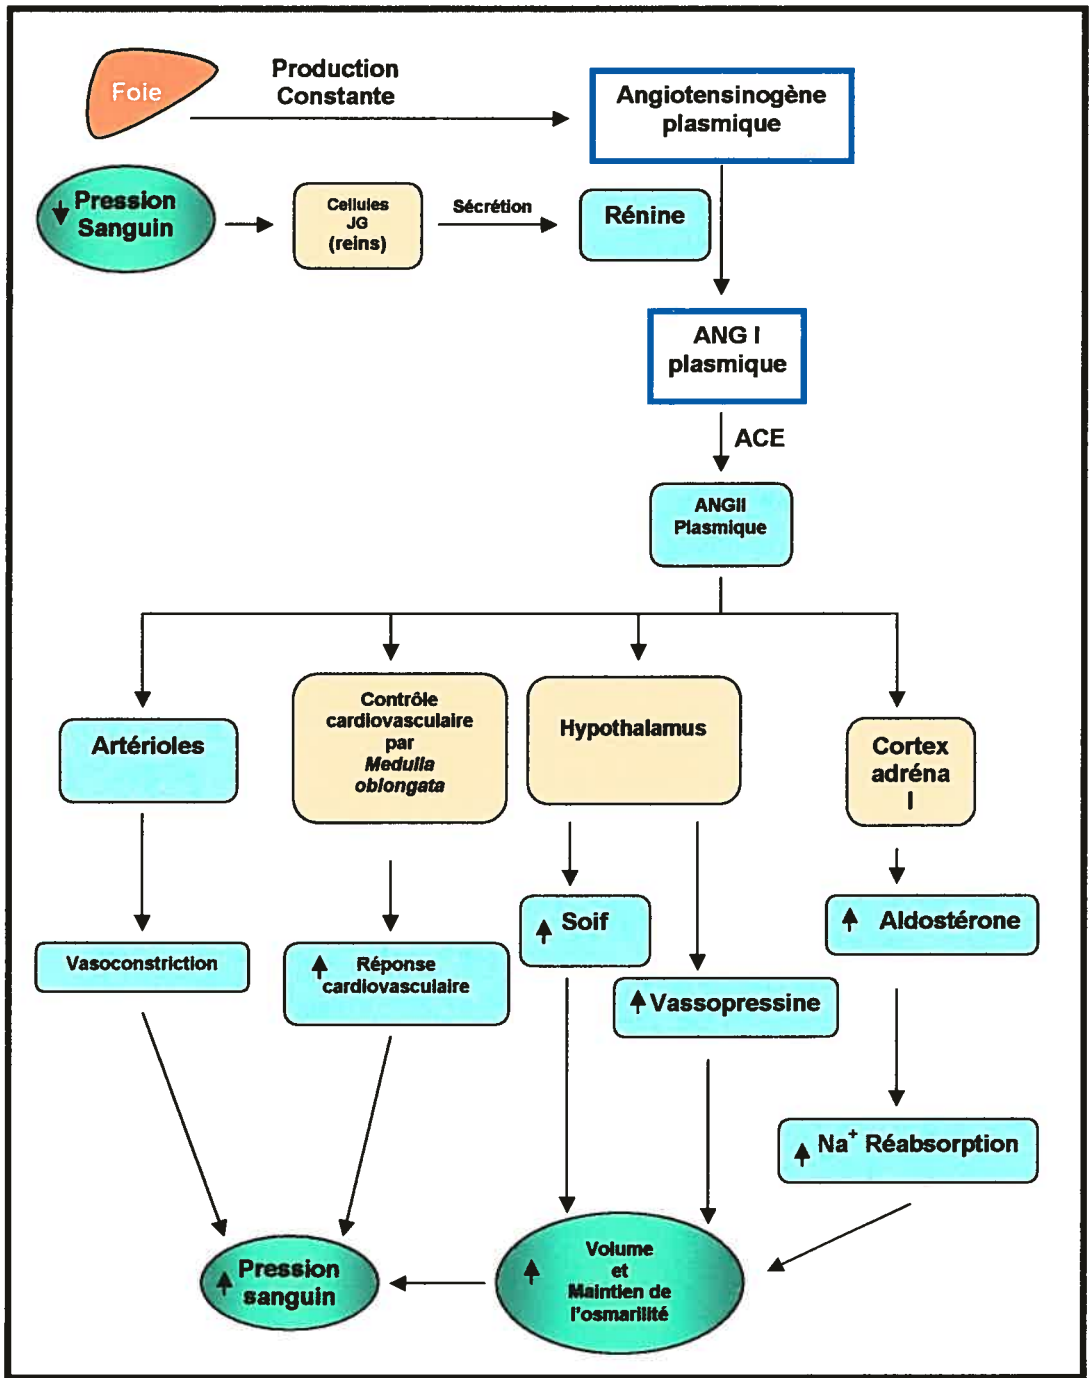 Foie
Production
Constante
Angiotensinogène
plasmique
Pression
Sanguin
Cellules
JG
(reins)
Sécrétion
Rénine
ANG I
plasmique
ACE
ANGII
Plasmique
Artérioles
Contrôle
cardiovasculaire
par
Medulla
oblongata
Hypothalamus
Cortex
adréna
l
Vasoconstriction
Réponse
cardiovasculaire
Soif
Vassopressine
Aldostérone
Na⁺ Réabsorption
Pression
sanguin
Volume
et
Maintien de
l'osmarilité